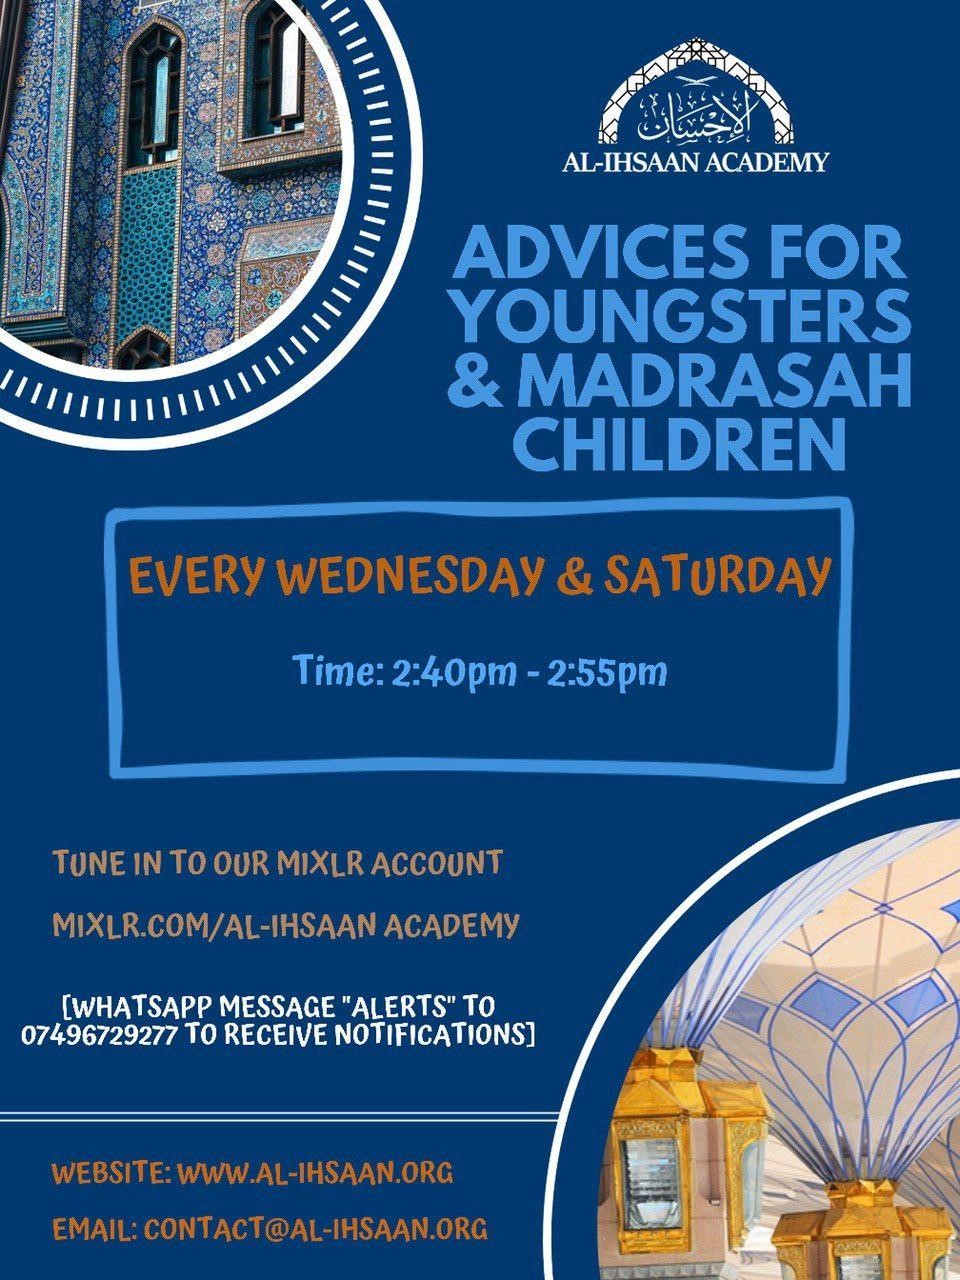 الإحسان
AL-IHSAAN ACADEMY
ADVICES FOR
YOUNGSTERS
& MADRASAH
CHILDREN
EVERY WEDNESDAY & SATURDAY
Time: 2:40pm - 2:55pm
TUNE IN TO OUR MIXLR ACCOUNT
MIXLR.COM/AL-IHSAAN ACADEMY
[WHATSAPP MESSAGE "ALERTS" TO
07496729277 TO RECEIVE NOTIFICATIONS]
WEBSITE: WWW.AL-IHSAAN.ORG
EMAIL: CONTACT@AL-IHSAAN.ORG